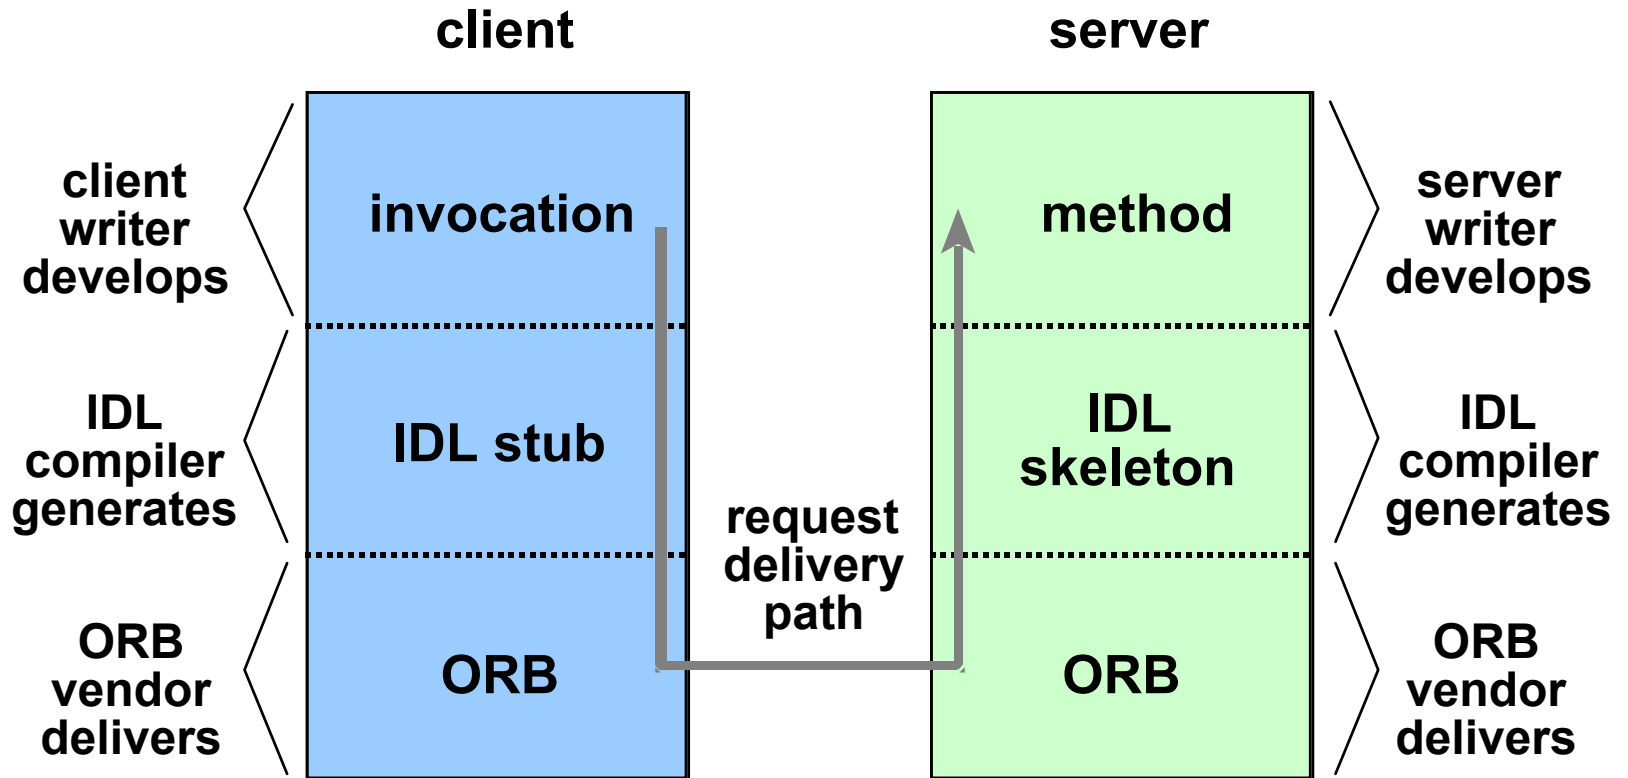 client
server
client
writer
develops
invocation
method
server
writer
develops
IDL
compiler
generates
IDL stub
IDL
skeleton
IDL
compiler
generates
request
delivery
path
ORB
vendor
delivers
ORB
ORB
ORB
vendor
delivers